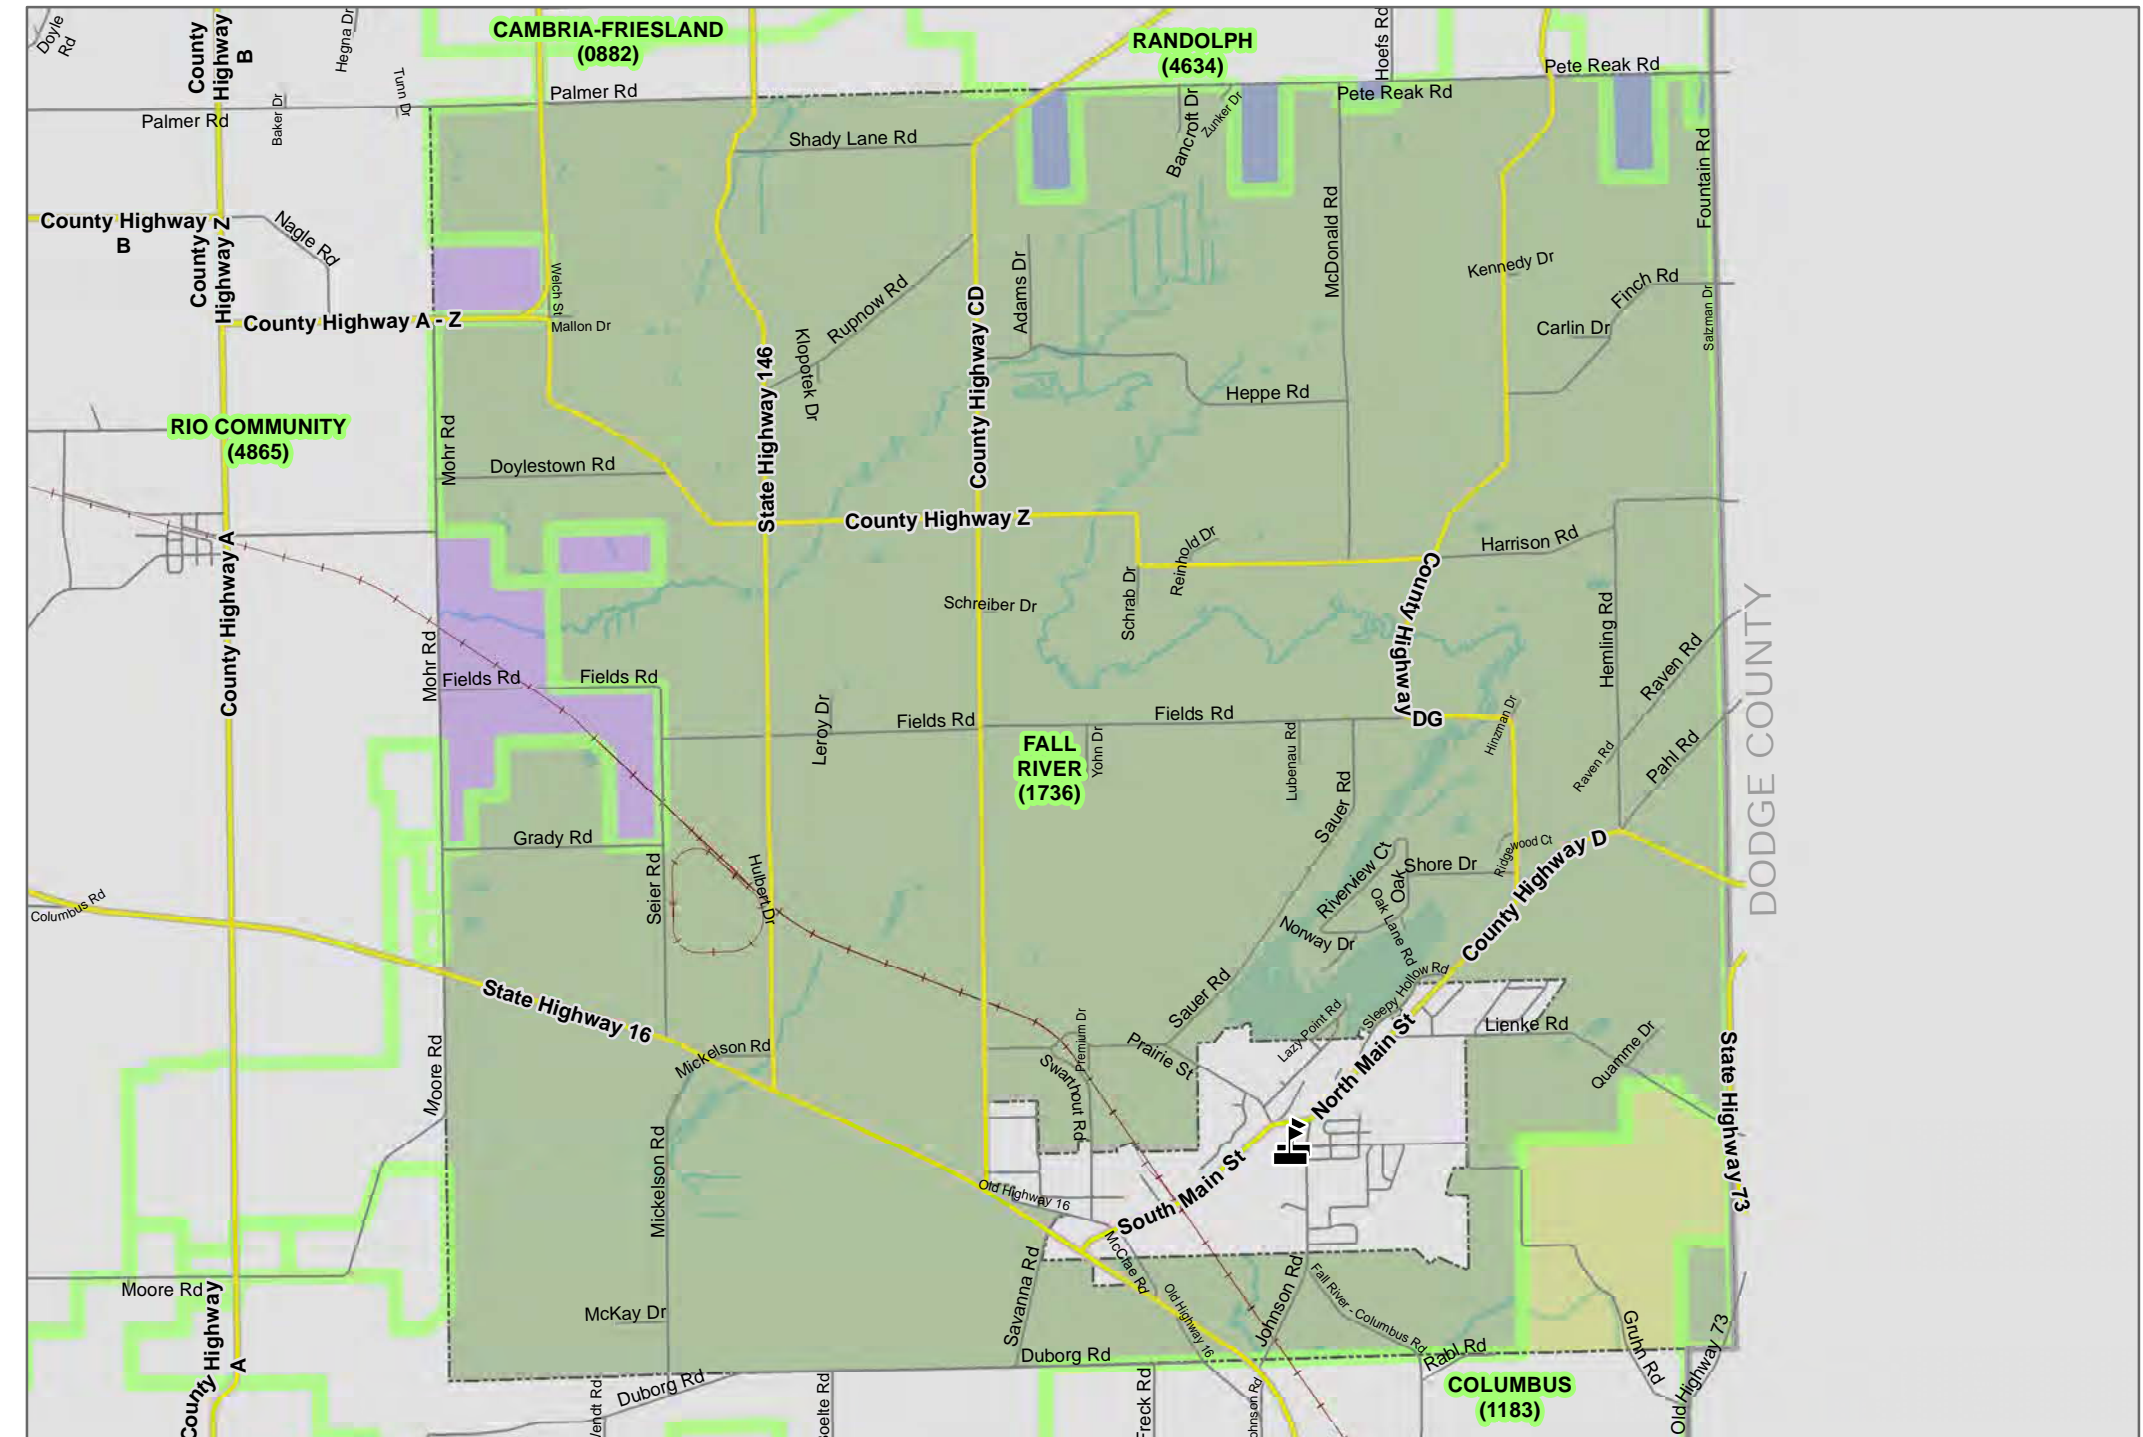 Doyle
Rd
County
Highway
B
Hegna Dr
CAMBRIA-FRIESLAND
(0882)
RANDOLPH
(4634)
Hoefs Rd
Pete Reak Rd
Tunn Dr
Palmer Rd
Pete Reak Rd
Palmer Rd
Baker Dr
Shady Lane Rd
Bancroft Dr
Zunker Dr
Fountain Rd
County Highway
B
County
Highway Z
Nagle Rd
McDonald Rd
Kennedy Dr
Finch Rd
Welch St
Rupnow Rd
Adams Dr
County Highway A - Z
Mallon Dr
Carlin Dr
Salzman Dr
Klopotek Dr
State Highway 146
County Highway CD
Heppe Rd
RIO COMMUNITY
(4865)
Mohr Rd
Doylestown Rd
County Highway Z
Reinhold Dr
Harrison Rd
County Highway A
Schreiber Dr
Schrab Dr
County Highway
DG
Hemling Rd
Raven Rd
DODGE COUNTY
Mohr Rd
Fields Rd
Fields Rd
Leroy Dr
Fields Rd
Fields Rd
Hinzman Dr
FALL
RIVER
(1736)
Yohn Dr
Lubenau Rd
Sauer Rd
Raven Rd
Pahl Rd
Grady Rd
Seier Rd
Hulbert Dr
Riverview Ct
Oak
Shore Dr
Ridgewood Ct
County Highway D
Columbus Rd
Oak Lane Rd
Norway Dr
State Highway 16
Sauer Rd
Sleepy Hollow Rd
Lazy Point Rd
Lienke Rd
Quamme Dr
Mickelson Rd
Premium Dr
Prairie St
Swarthout Rd
North Main St
State Highway 73
Moore Rd
Mickelson Rd
Old Highway 16
South Main St
Moore Rd
McCrae Rd
McKay Dr
Savanna Rd
Old Highway 16
Johnson Rd
Fall River - Columbus Rd
Rabl Rd
Gruhn Rd
Old Highway 73
County Highway
A
Duborg Rd
Duborg Rd
COLUMBUS
(1183)
Freck Rd